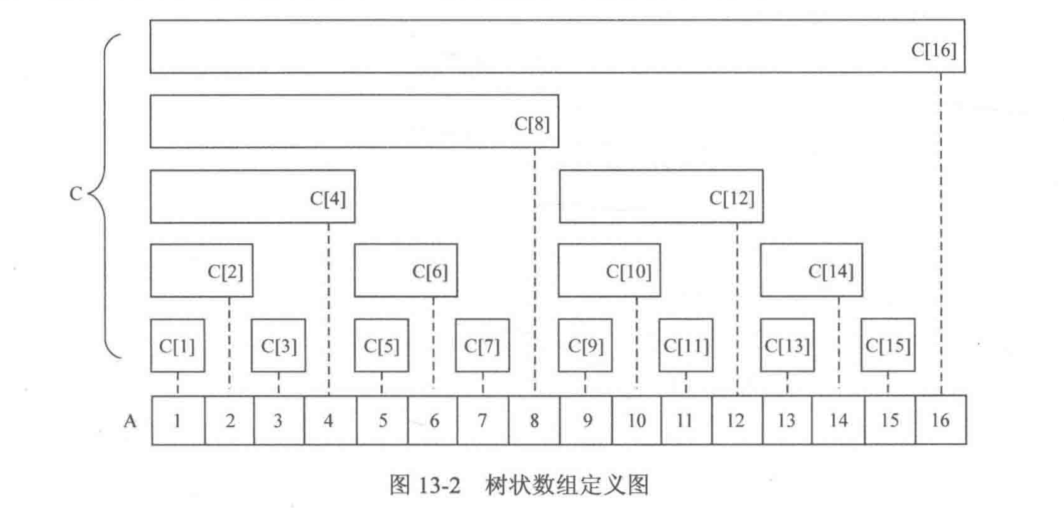 C[16]
C[8]
C
C[4] C[12]
C[2] C[6] C[10] C[14]
C[1] C[3] C[5] C[7] C[9] C[11] C[13] C[15]
A 1 2 3 4 5 6 7 8 9 10 11 12 13 14 15 16
图 13-2 树状数组定义图